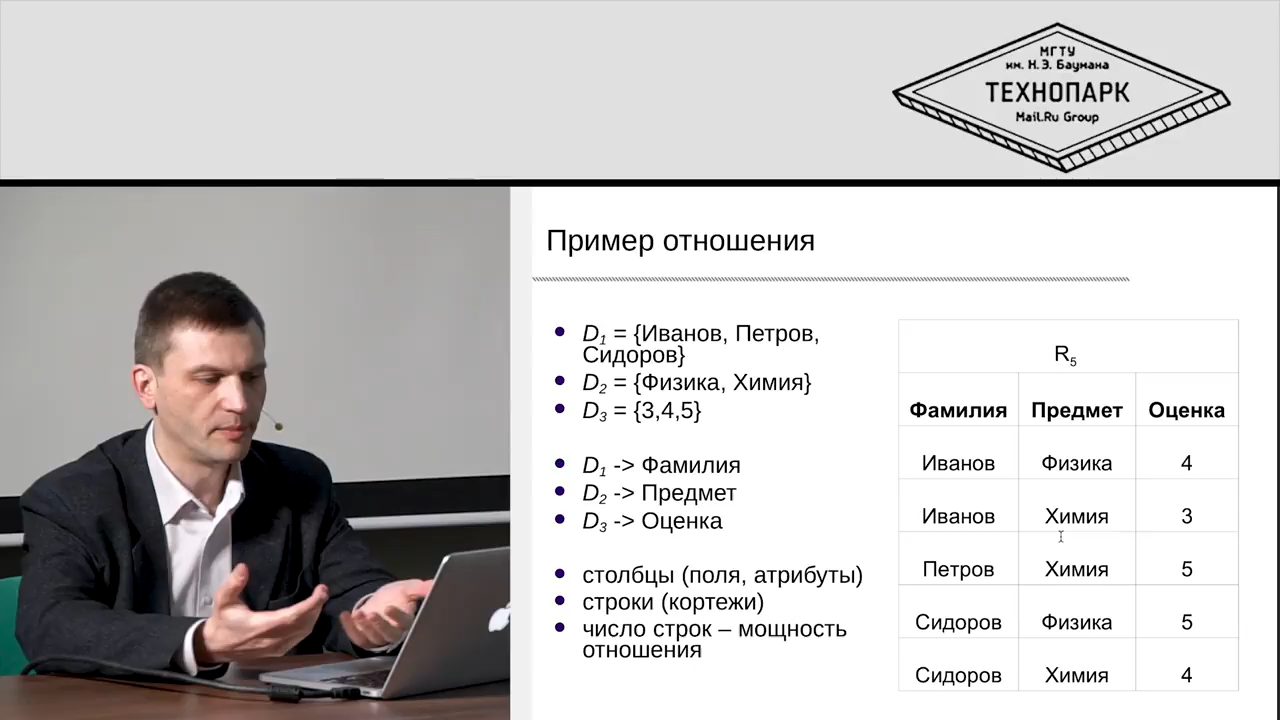 МГТУ
им. Н.Э. Баумана
ТЕХНОПАРК
Mail.Ru Group
Пример отношения
D1 = {Иванов, Петров,
Сидоров}
D2 = {Физика, Химия}
D3 = {3,4,5}
D1 -> Фамилия
D2 -> Предмет
D3 -> Оценка
столбцы (поля, атрибуты)
строки (кортежи)
число строк – мощность
отношения
R5
Фамилия Предмет Оценка
Иванов Физика 4
Иванов Химия 3
Петров Химия 5
Сидоров Физика 5
Сидоров Химия 4